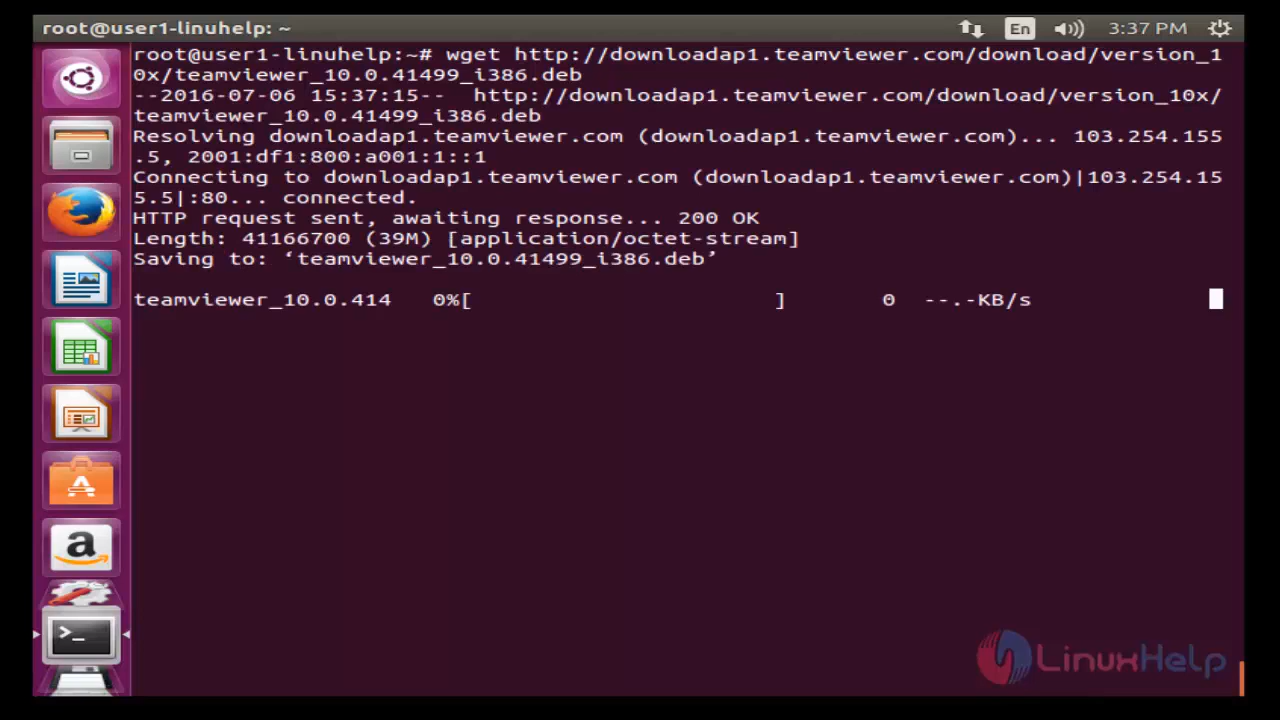 root@user1-linuhelp: ~
En
3:37 PM
root@user1-linuhelp:~# wget http://downloadap1.teamviewer.com/download/version_1
0x/teamviewer_10.0.41499_i386.deb
--2016-07-06 15:37:15--  http://downloadap1.teamviewer.com/download/version_10x/
teamviewer_10.0.41499_i386.deb
Resolving downloadap1.teamviewer.com (downloadap1.teamviewer.com)... 103.254.155
.5, 2001:df1:800:a001:1::1
Connecting to downloadap1.teamviewer.com (downloadap1.teamviewer.com)|103.254.15
5.5|:80... connected.
HTTP request sent, awaiting response... 200 OK
Length: 41166700 (39M) [application/octet-stream]
Saving to: ‘teamviewer_10.0.41499_i386.deb’
teamviewer_10.0.414   0%[                       ]       0  --.-KB/s
a
>_
LinuxHelp